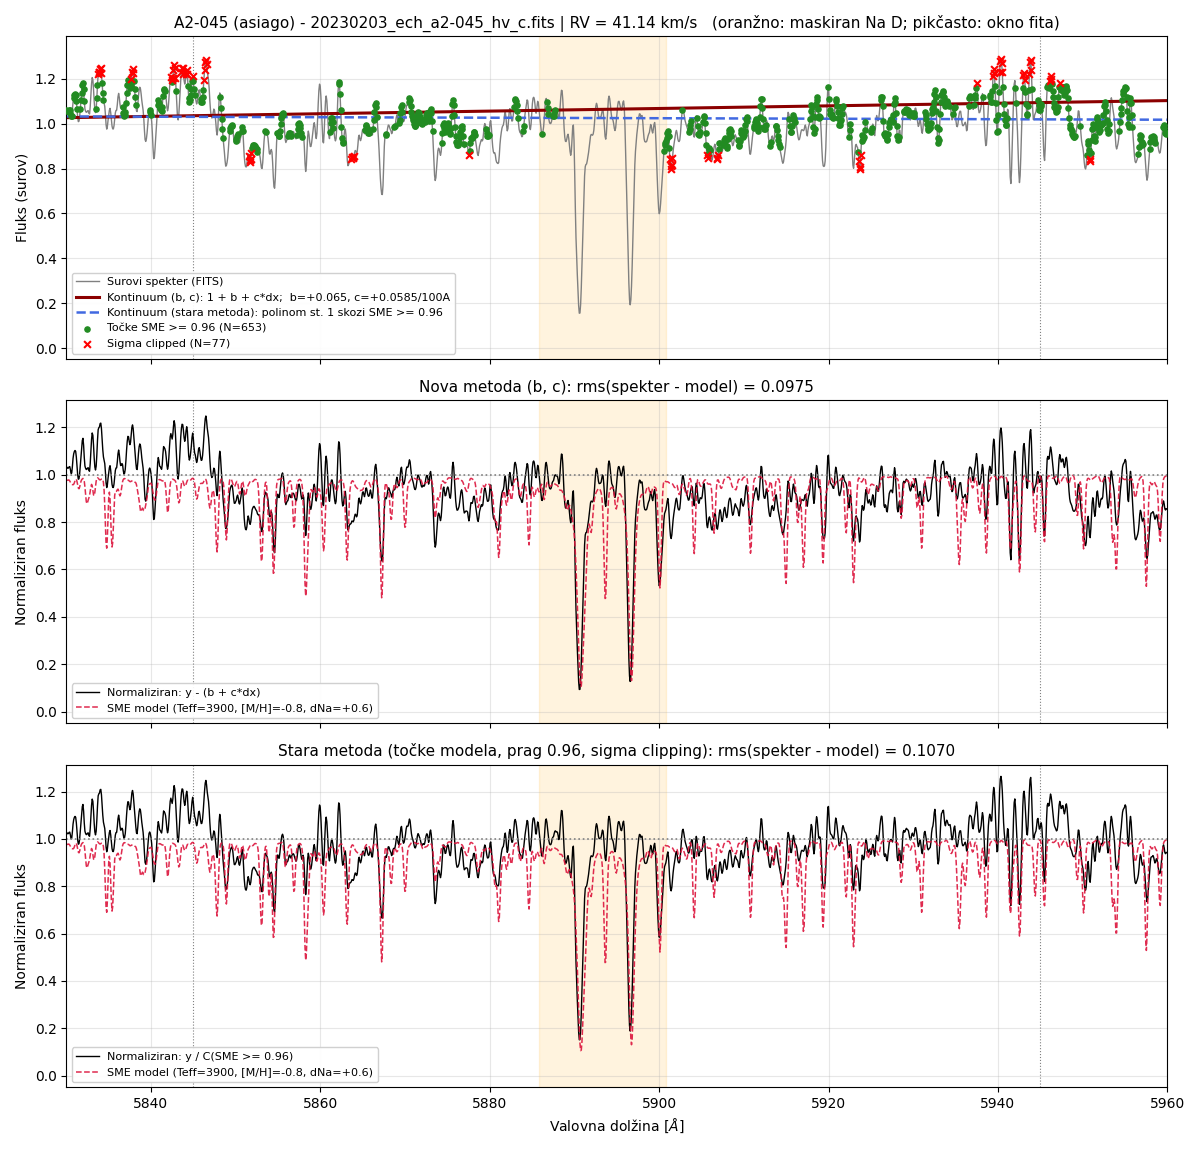 A2-045 (asiago) - 20230203_ech_a2-045_hv_c.fits | RV = 41.14 km/s   (oranžno: maskiran Na D; pikčasto: okno fita)
1.2
1.0
0.8
0.6
0.4
0.2
0.0
Fluks (surov)
Surovi spekter (FITS)
Kontinuum (b, c): 1 + b + c*dx;  b=+0.065, c=+0.0585/100A
Kontinuum (stara metoda): polinom st. 1 skozi SME >= 0.96
Točke SME >= 0.96 (N=653)
Sigma clipped (N=77)
Nova metoda (b, c): rms(spekter - model) = 0.0975
1.2
1.0
0.8
0.6
0.4
0.2
0.0
Normaliziran fluks
Normaliziran: y - (b + c*dx)
SME model (Teff=3900, [M/H]=-0.8, dNa=+0.6)
Stara metoda (točke modela, prag 0.96, sigma clipping): rms(spekter - model) = 0.1070
1.2
1.0
0.8
0.6
0.4
0.2
0.0
Normaliziran fluks
Normaliziran: y / C(SME >= 0.96)
SME model (Teff=3900, [M/H]=-0.8, dNa=+0.6)
5840 5860 5880 5900 5920 5940 5960
Valovna dolžina [Å]